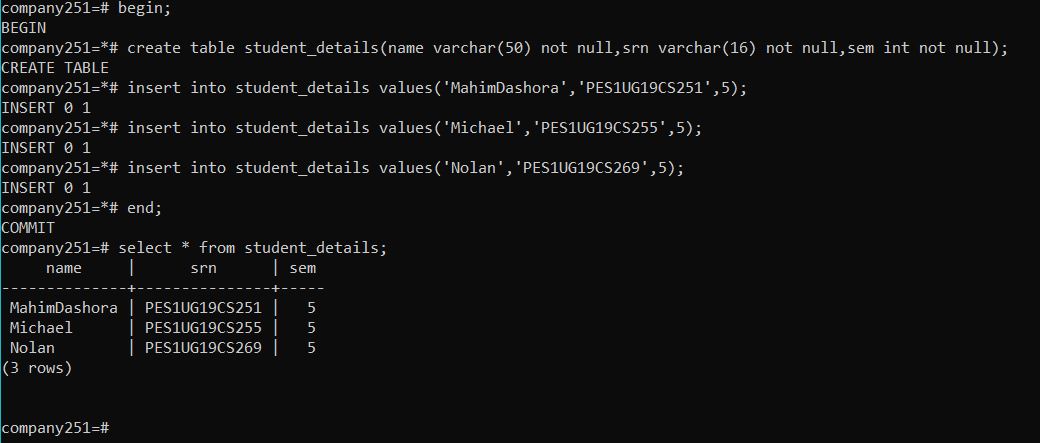 company251=# begin;
BEGIN
company251=*# create table student_details(name varchar(50) not null,srn varchar(16) not null,sem int not null);
CREATE TABLE
company251=*# insert into student_details values('MahimDashora','PES1UG19CS251',5);
INSERT 0 1
company251=*# insert into student_details values('Michael','PES1UG19CS255',5);
INSERT 0 1
company251=*# insert into student_details values('Nolan','PES1UG19CS269',5);
INSERT 0 1
company251=*# end;
COMMIT
company251=# select * from student_details;
     name     |      srn      | sem
--------------+---------------+-----
 MahimDashora | PES1UG19CS251 |   5
 Michael      | PES1UG19CS255 |   5
 Nolan        | PES1UG19CS269 |   5
(3 rows)
company251=#